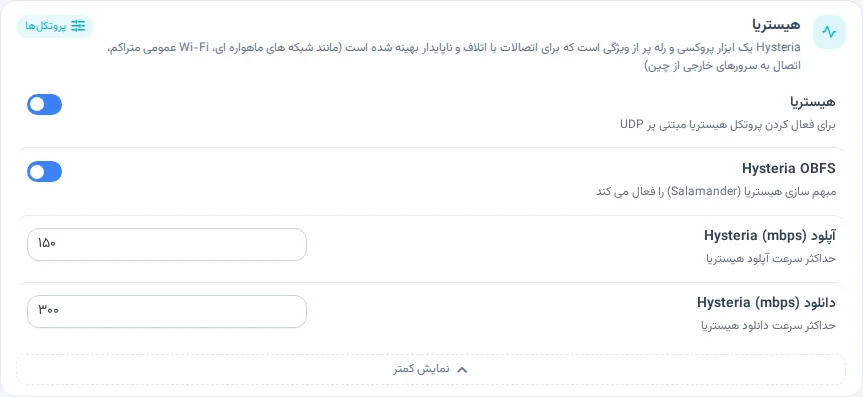 هیستریا
پروتکل‌ها
Hysteria یک ابزار پروکسی و رله پر از ویژگی است که برای اتصالات با اتلاف و ناپایدار بهینه شده است (مانند شبکه های ماهواره ای، Wi-Fi عمومی متراکم،
اتصال به سرورهای خارجی از چین)
هیستریا
برای فعال کردن پروتکل هیستریا مبتنی بر UDP
Hysteria OBFS
مبهم سازی هیستریا (Salamander) را فعال می کند
آپلود Hysteria (mbps)
حداکثر سرعت آپلود هیستریا
۱۵۰
دانلود Hysteria (mbps)
حداکثر سرعت دانلود هیستریا
۳۰۰
نمایش کمتر